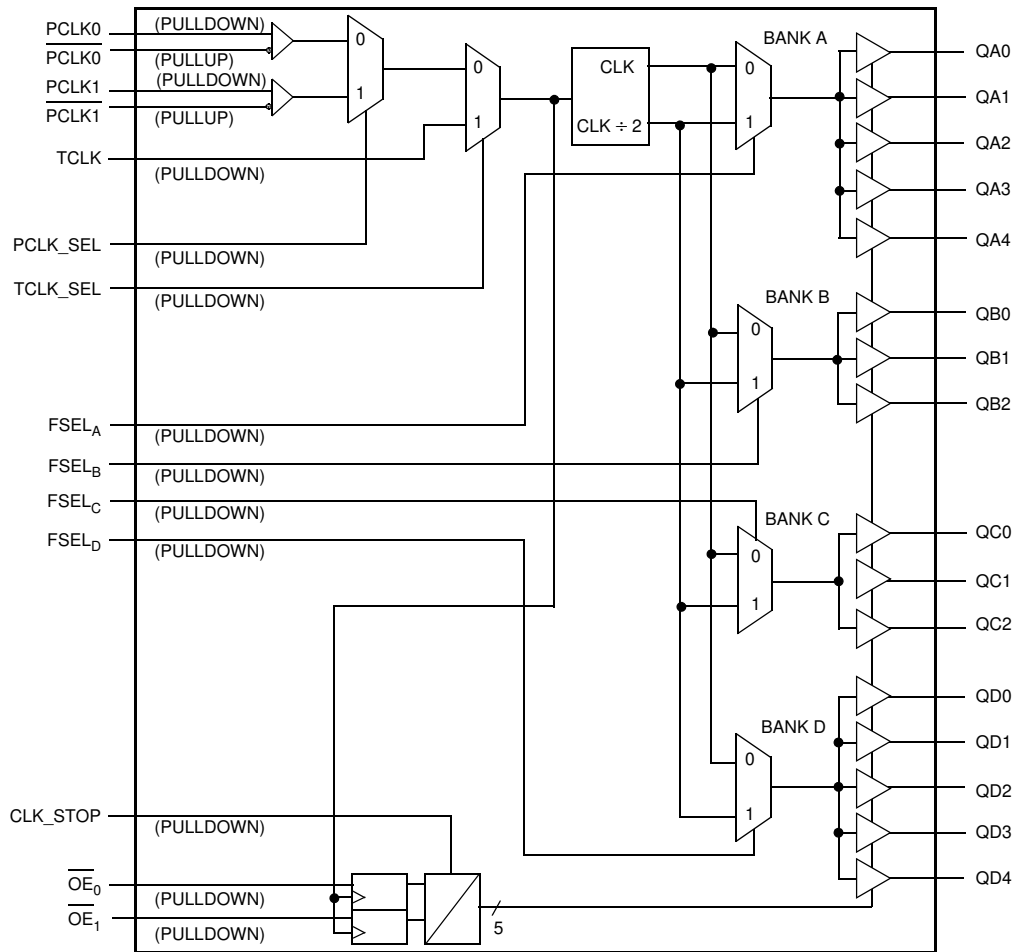 PCLK0
(PULLDOWN)
PCLK0
(PULLUP)
PCLK1
(PULLDOWN)
PCLK1
(PULLUP)
TCLK
(PULLDOWN)
PCLK_SEL
(PULLDOWN)
TCLK_SEL
(PULLDOWN)
0
1
0
1
CLK
CLK ÷ 2
BANK A
0
1
QA0
QA1
QA2
QA3
QA4
BANK B
0
1
QB0
QB1
QB2
FSELA
(PULLDOWN)
FSELB
(PULLDOWN)
FSELC
(PULLDOWN)
FSELD
(PULLDOWN)
BANK C
0
1
QC0
QC1
QC2
BANK D
0
1
QD0
QD1
QD2
QD3
QD4
CLK_STOP
(PULLDOWN)
OE0
(PULLDOWN)
OE1
(PULLDOWN)
5